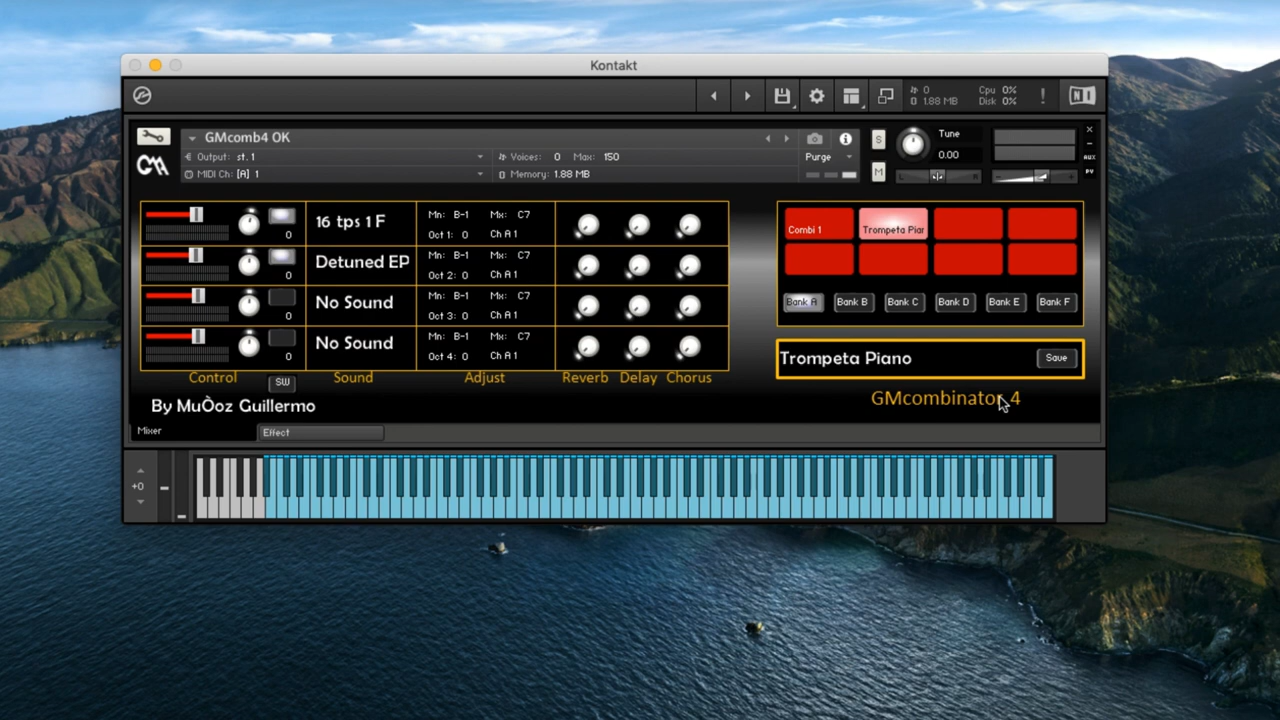 Kontakt
0
1.88 MB
Cpu 0%
Disk 0%
!
GMcomb4 OK
Output: st. 1
Voices: 0 Max: 150
Purge
MIDI Ch: [A] 1
Memory: 1.88 MB
S
M
Tune
0.00
L
R
AUX
PV
16 tps 1 F
0
Mn: B-1 Mx: C7
Oct 1: 0 Ch A 1
Detuned EP
0
Mn: B-1 Mx: C7
Oct 2: 0 Ch A 1
No Sound
0
Mn: B-1 Mx: C7
Oct 3: 0 Ch A 1
No Sound
0
Mn: B-1 Mx: C7
Oct 4: 0 Ch A 1
Control
SW
Sound
Adjust
Reverb
Delay
Chorus
Combi 1
Trompeta Piar
Bank A
Bank B
Bank C
Bank D
Bank E
Bank F
Trompeta Piano
Save
GMcombinator 4
By MuÒoz Guillermo
Mixer
Effect
+0